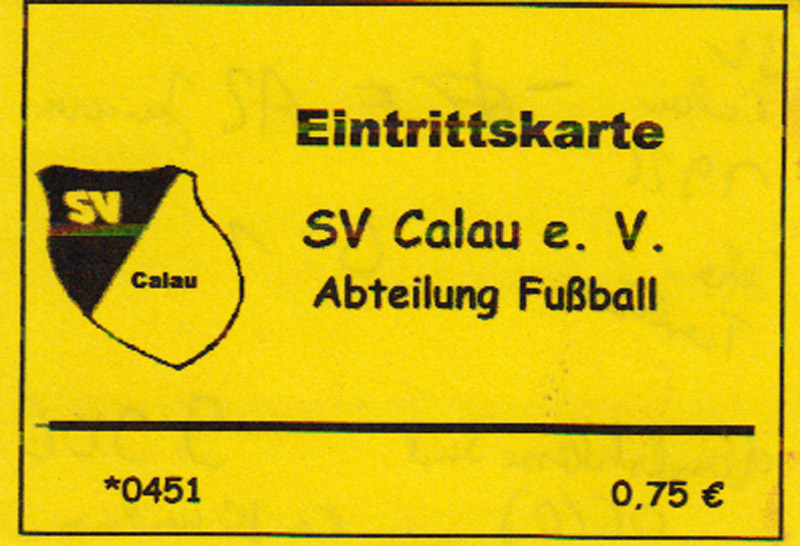 Eintrittskarte
SV
SV Calau e. V.
Calau
Abteilung Fußball
*0451
0,75 €